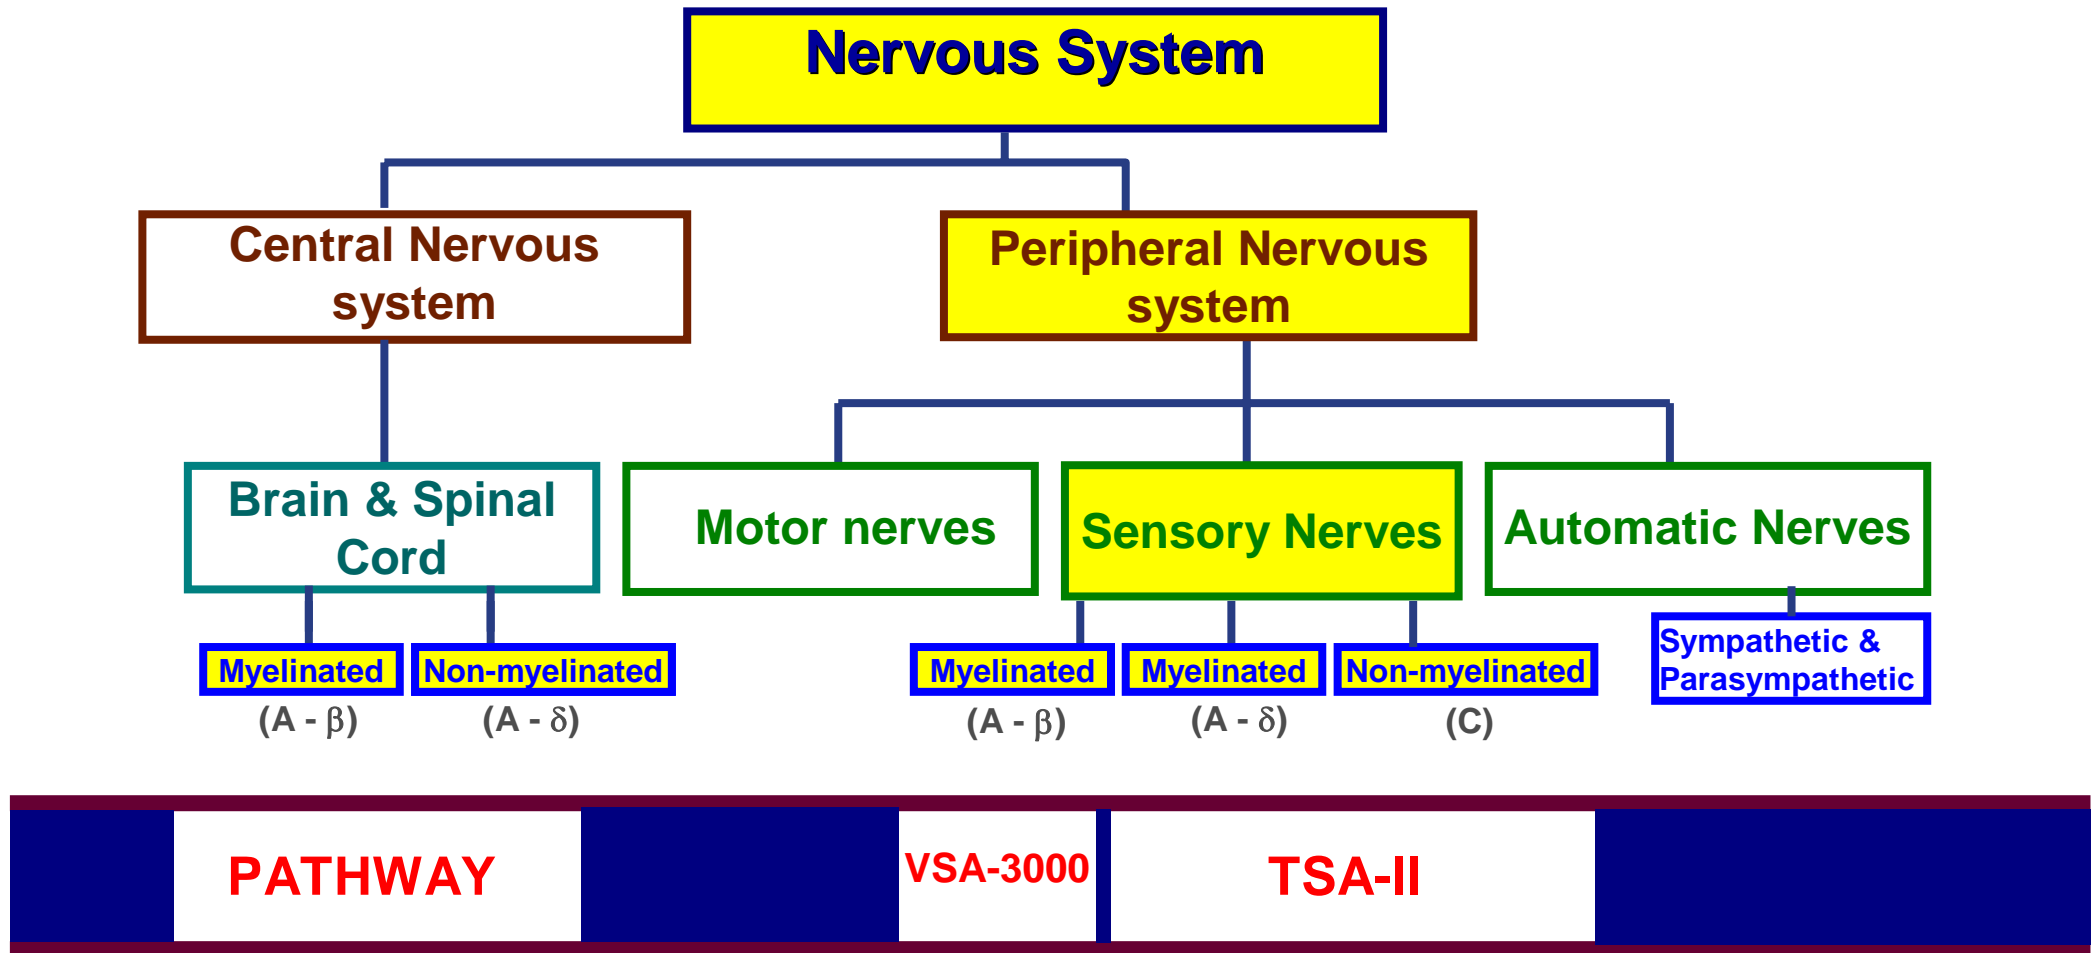 Nervous System
Central Nervous
system
Peripheral Nervous
system
Brain & Spinal
Cord
Motor nerves
Sensory Nerves
Automatic Nerves
Myelinated
Non-myelinated
Myelinated
Myelinated
Non-myelinated
Sympathetic &
Parasympathetic
(A - β)
(A - δ)
(A - β)
(A - δ)
(C)
PATHWAY
VSA-3000
TSA-II